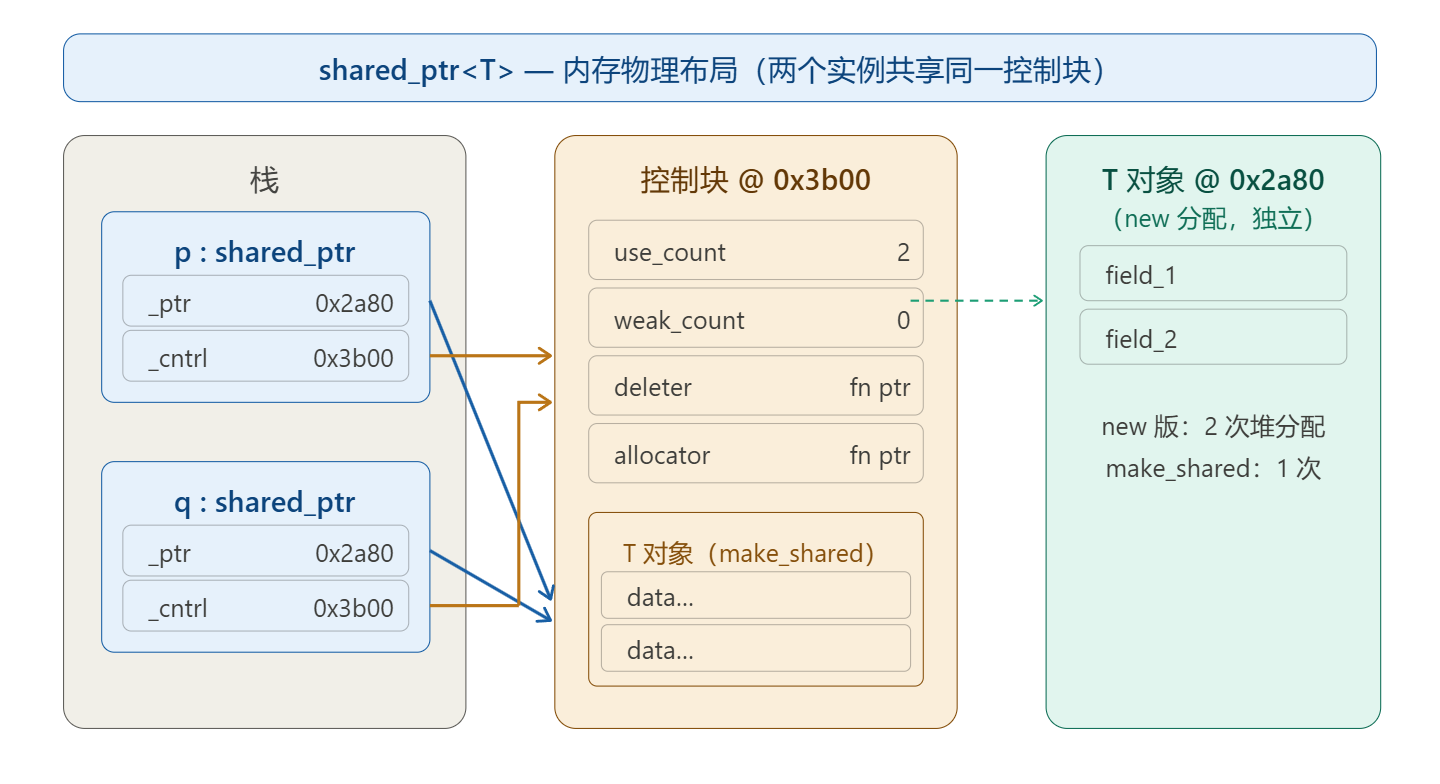 shared_ptr<T> — 内存物理布局（两个实例共享同一控制块）
栈
p : shared_ptr
_ptr 0x2a80
_cntrl 0x3b00
q : shared_ptr
_ptr 0x2a80
_cntrl 0x3b00
控制块 @ 0x3b00
use_count 2
weak_count 0
deleter fn ptr
allocator fn ptr
T 对象（make_shared）
data...
data...
T 对象 @ 0x2a80
（new 分配，独立）
field_1
field_2
new 版：2 次堆分配
make_shared：1 次